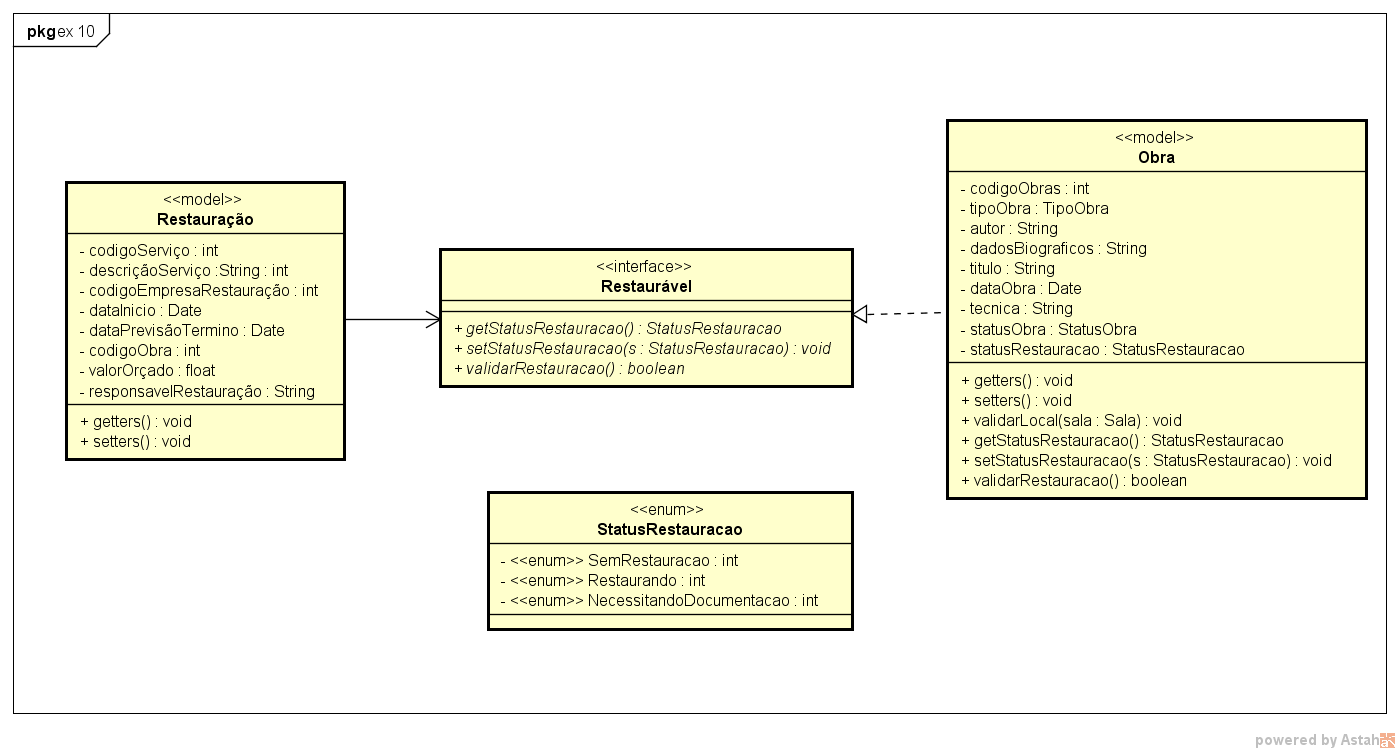 pkg ex 10
<<model>>
Restauração
- codigoServiço : int
- descriçãoServiço :String : int
- codigoEmpresaRestauração : int
- dataInicio : Date
- dataPrevisãoTermino : Date
- codigoObra : int
- valorOrçado : float
- responsavelRestauração : String
+ getters() : void
+ setters() : void
<<interface>>
Restaurável
+ getStatusRestauracao() : StatusRestauracao
+ setStatusRestauracao(s : StatusRestauracao) : void
+ validarRestauracao() : boolean
<<model>>
Obra
- codigoObras : int
- tipoObra : TipoObra
- autor : String
- dadosBiograficos : String
- titulo : String
- dataObra : Date
- tecnica : String
- statusObra : StatusObra
- statusRestauracao : StatusRestauracao
+ getters() : void
+ setters() : void
+ validarLocal(sala : Sala) : void
+ getStatusRestauracao() : StatusRestauracao
+ setStatusRestauracao(s : StatusRestauracao) : void
+ validarRestauracao() : boolean
<<enum>>
StatusRestauracao
- <<enum>> SemRestauracao : int
- <<enum>> Restaurando : int
- <<enum>> NecessitandoDocumentacao : int
powered by Astah